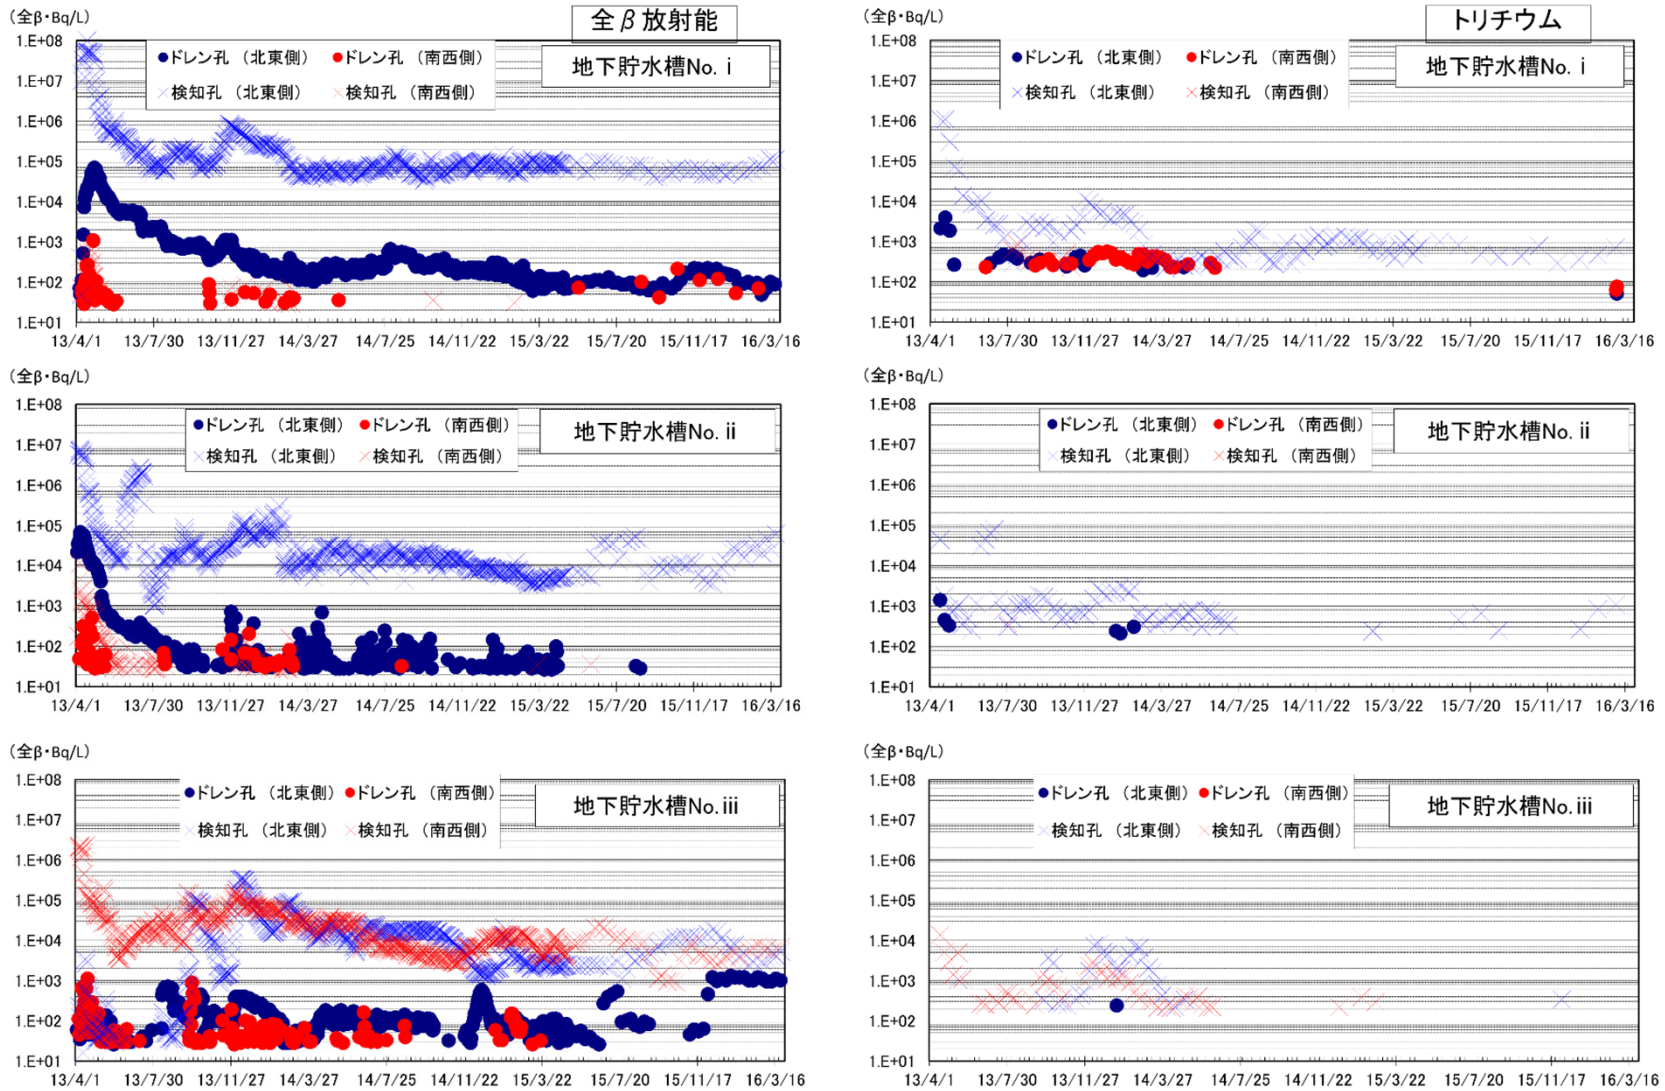 (全β・Bq/L)
全β放射能
1.E+08
1.E+07
1.E+06
1.E+05
1.E+04
1.E+03
1.E+02
1.E+01
●ドレン孔 (北東側) ●ドレン孔 (南西側)
×検知孔 (北東側) ×検知孔 (南西側)
地下貯水槽No. i
13/4/1 13/7/30 13/11/27 14/3/27 14/7/25 14/11/22 15/3/22 15/7/20 15/11/17 16/3/16
(全β・Bq/L)
トリチウム
1.E+08
1.E+07
1.E+06
1.E+05
1.E+04
1.E+03
1.E+02
1.E+01
●ドレン孔 (北東側) ●ドレン孔 (南西側)
×検知孔 (北東側) ×検知孔 (南西側)
地下貯水槽No. i
13/4/1 13/7/30 13/11/27 14/3/27 14/7/25 14/11/22 15/3/22 15/7/20 15/11/17 16/3/16
(全β・Bq/L)
1.E+08
1.E+07
1.E+06
1.E+05
1.E+04
1.E+03
1.E+02
1.E+01
●ドレン孔 (北東側) ●ドレン孔 (南西側)
×検知孔 (北東側) ×検知孔 (南西側)
地下貯水槽No. ii
13/4/1 13/7/30 13/11/27 14/3/27 14/7/25 14/11/22 15/3/22 15/7/20 15/11/17 16/3/16
(全β・Bq/L)
1.E+08
1.E+07
1.E+06
1.E+05
1.E+04
1.E+03
1.E+02
1.E+01
●ドレン孔 (北東側) ●ドレン孔 (南西側)
×検知孔 (北東側) ×検知孔 (南西側)
地下貯水槽No. ii
13/4/1 13/7/30 13/11/27 14/3/27 14/7/25 14/11/22 15/3/22 15/7/20 15/11/17 16/3/16
(全β・Bq/L)
1.E+08
1.E+07
1.E+06
1.E+05
1.E+04
1.E+03
1.E+02
1.E+01
●ドレン孔 (北東側) ●ドレン孔 (南西側)
×検知孔 (北東側) ×検知孔 (南西側)
地下貯水槽No. iii
13/4/1 13/7/30 13/11/27 14/3/27 14/7/25 14/11/22 15/3/22 15/7/20 15/11/17 16/3/16
(全β・Bq/L)
1.E+08
1.E+07
1.E+06
1.E+05
1.E+04
1.E+03
1.E+02
1.E+01
●ドレン孔 (北東側) ●ドレン孔 (南西側)
×検知孔 (北東側) ×検知孔 (南西側)
地下貯水槽No. iii
13/4/1 13/7/30 13/11/27 14/3/27 14/7/25 14/11/22 15/3/22 15/7/20 15/11/17 16/3/16